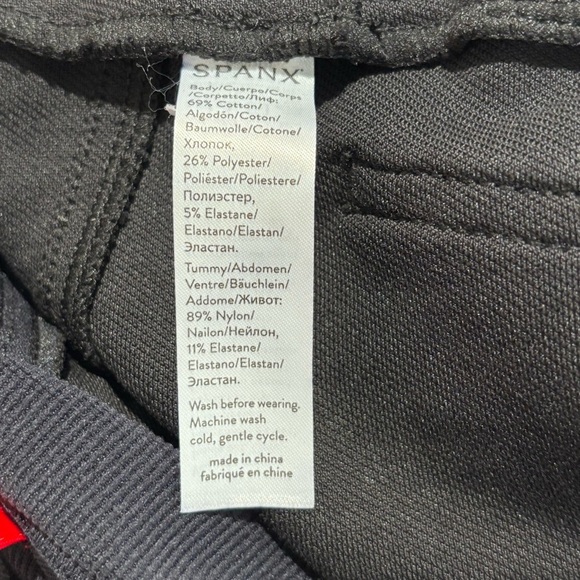 SPANX
Body/Cuerpo/Corps
/Corpetto/Лиф:
69% Cotton/
Algodón/Coton/
Baumwolle/Cotone/
Хлопок,
26% Polyester/
Poliéster/Poliestere/
Полиэстер,
5% Elastane/
Elastano/Elastan/
Эластан.
Tummy/Abdomen/
Ventre/Bäuchlein/
Addome/Живот:
89% Nylon/
Nailon/Нейлон,
11% Elastane/
Elastano/Elastan/
Эластан.
Wash before wearing.
Machine wash
cold, gentle cycle.
made in china
fabriqué en chine